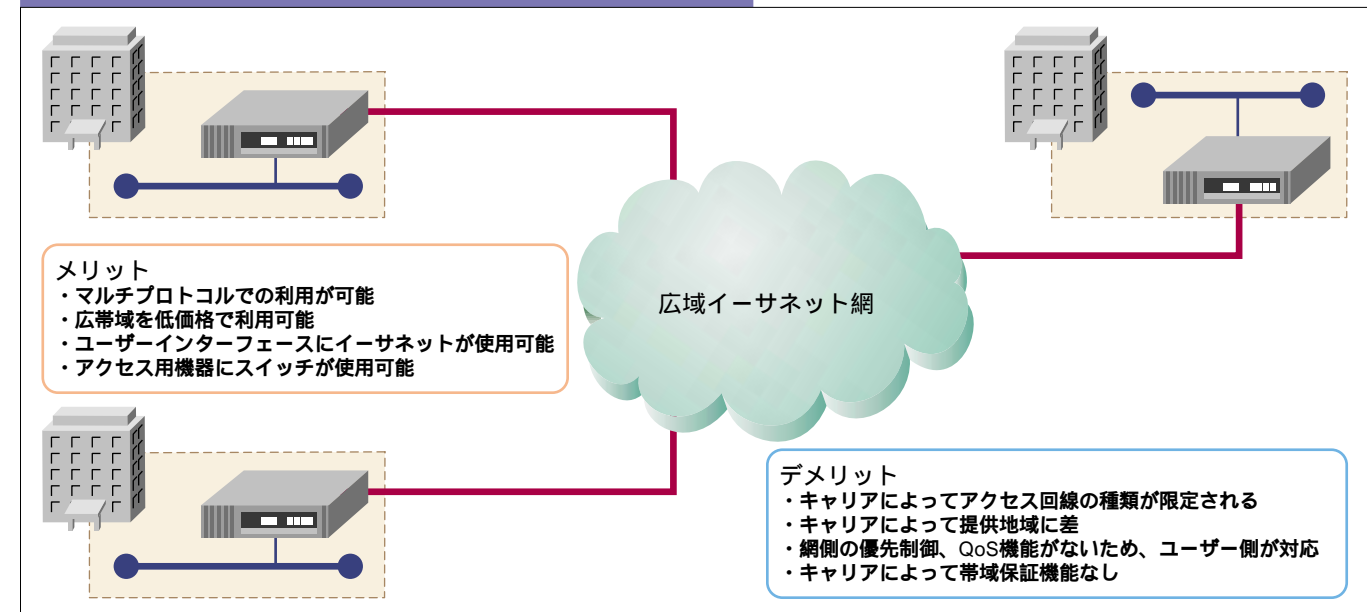 メリット
・マルチプロトコルでの利用が可能
・広帯域を低価格で利用可能
・ユーザーインターフェースにイーサネットが使用可能
・アクセス用機器にスイッチが使用可能
広域イーサネット網
デメリット
・キャリアによってアクセス回線の種類が限定される
・キャリアによって提供地域に差
・網側の優先制御、QoS機能がないため、ユーザー側が対応
・キャリアによって帯域保証機能なし